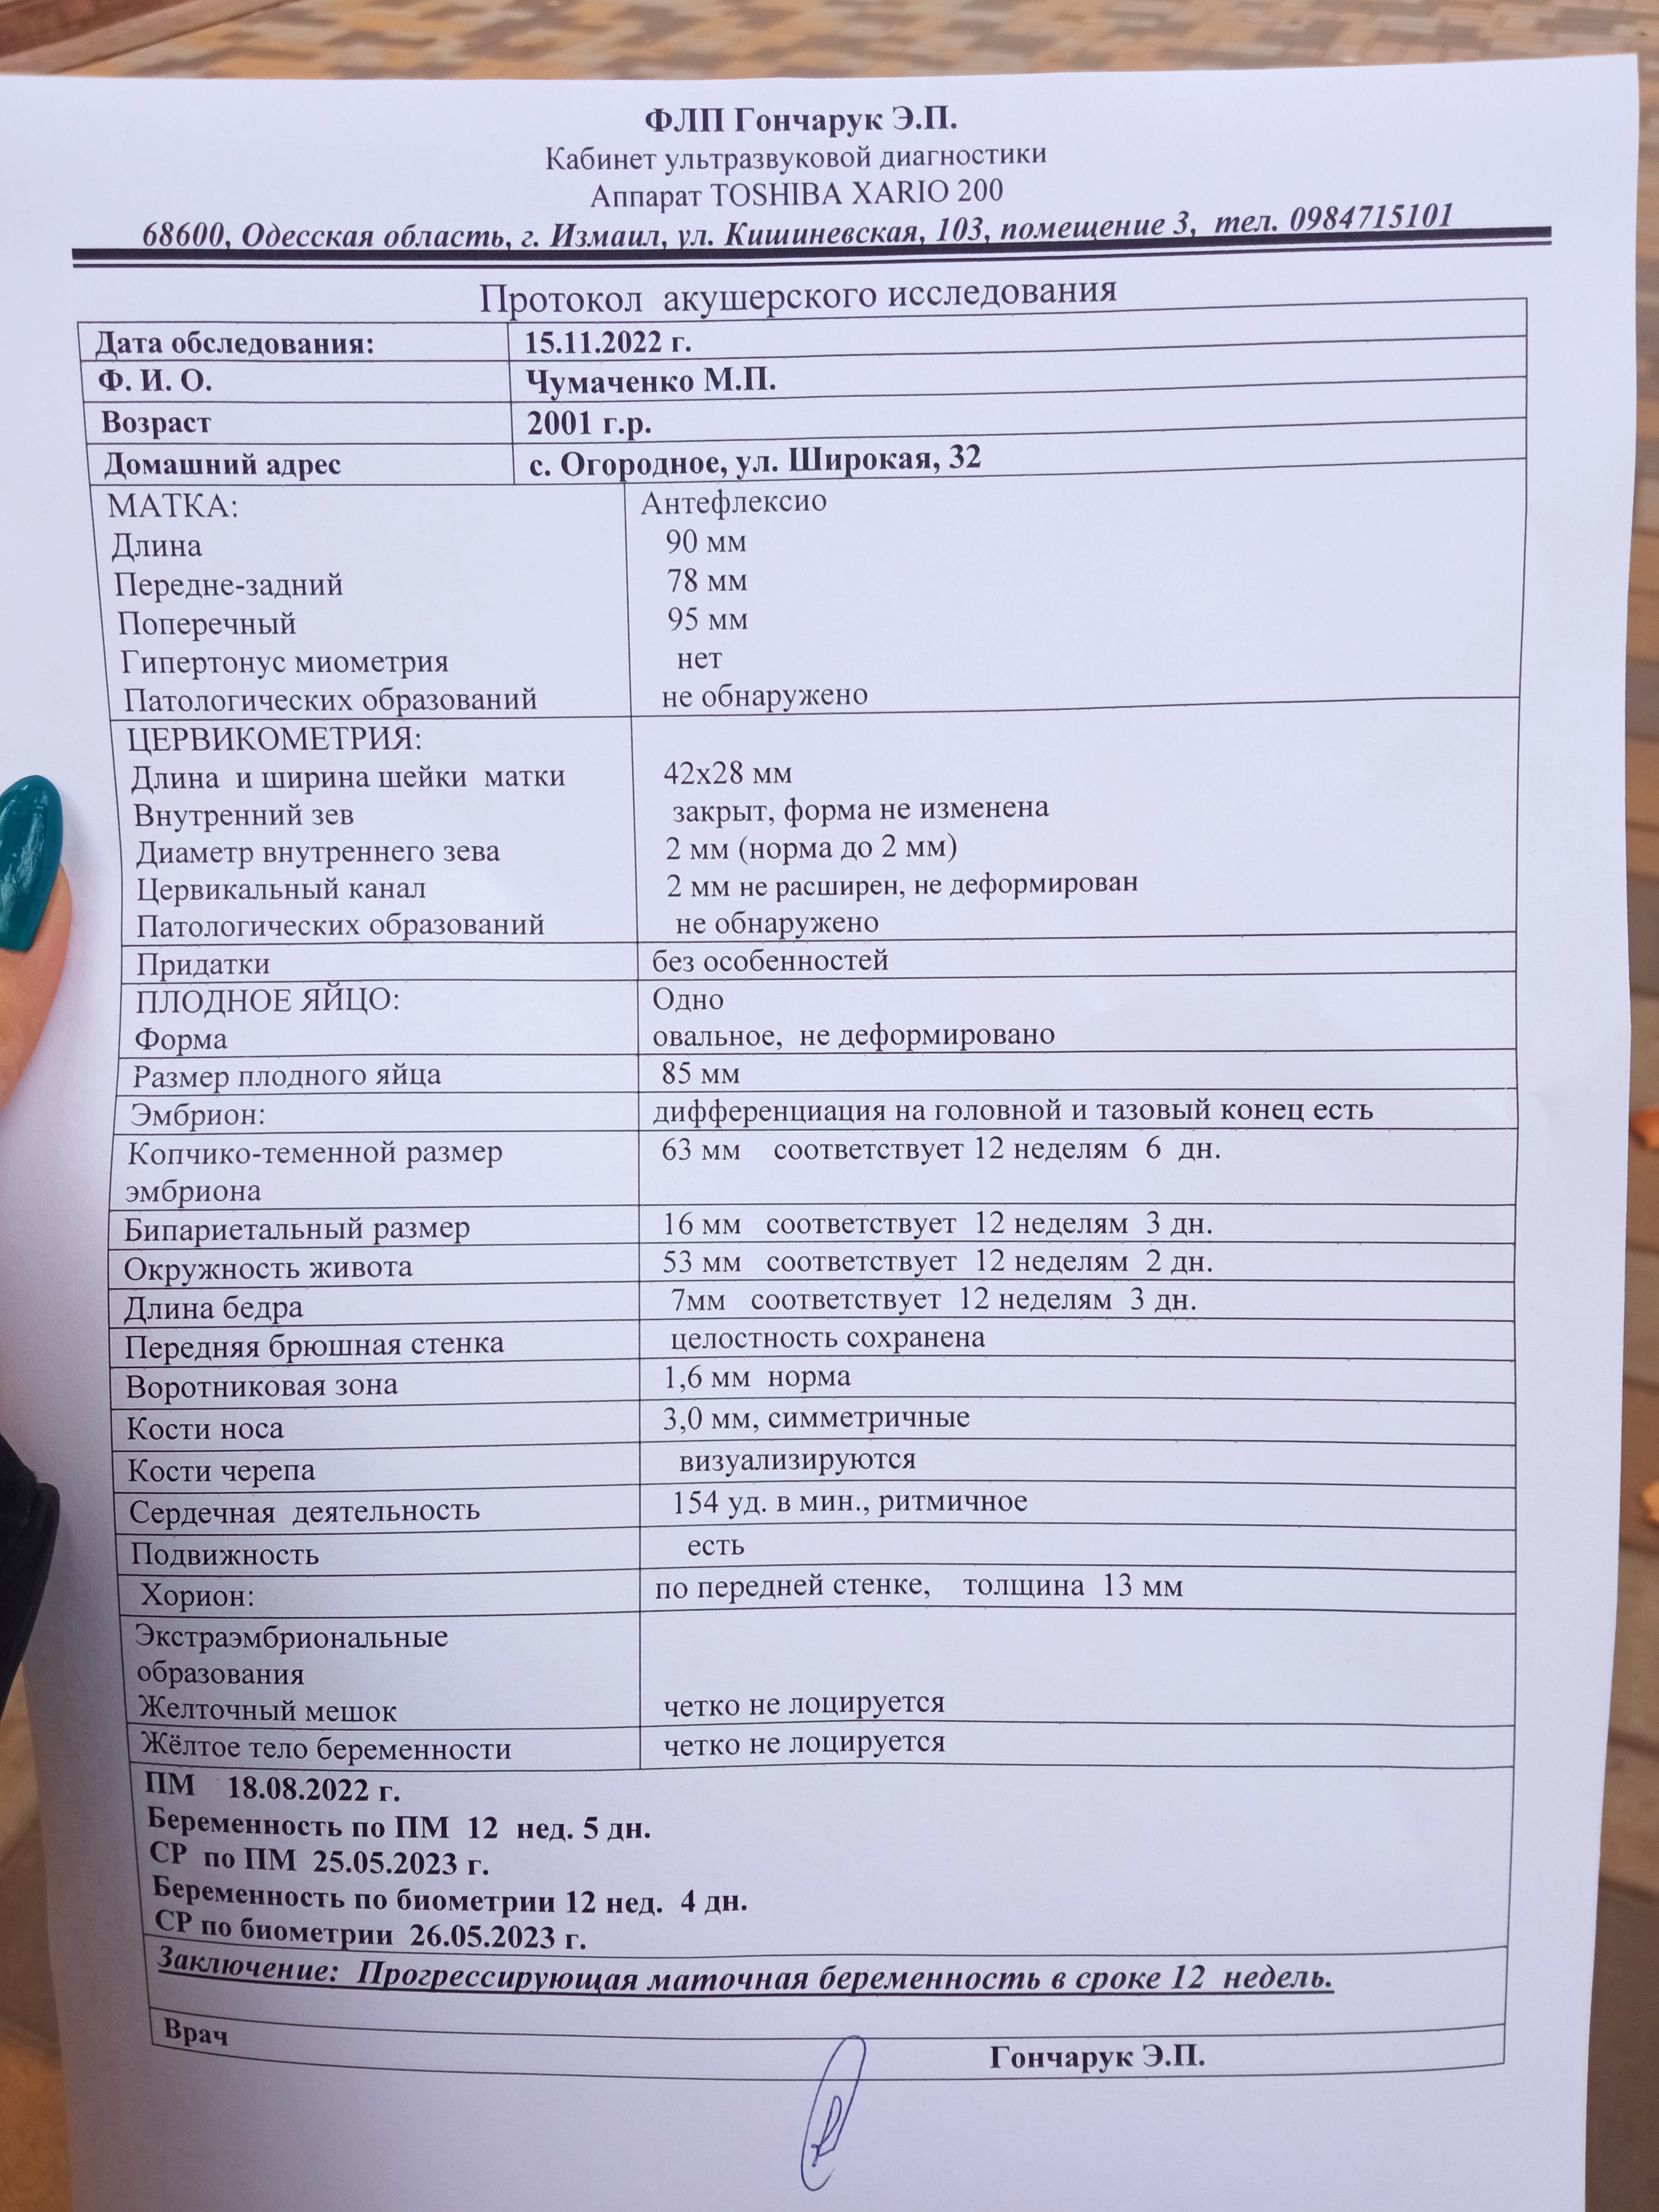 ФЛП Гончарук Э.П.
Кабинет ультразвуковой диагностики
Аппарат TOSHIBA XARIO 200
68600, Одесская область, г. Измаил, ул. Кишиневская, 103, помещение 3, тел. 0984715101
Протокол акушерского исследования
Дата обследования: 15.11.2022 г.
Ф. И. О. Чумаченко М.П.
Возраст 2001 г.р.
Домашний адрес с. Огородное, ул. Широкая, 32
МАТКА: Антефлексио
Длина 90 мм
Передне-задний 78 мм
Поперечный 95 мм
Гипертонус миометрия нет
Патологических образований не обнаружено
ЦЕРВИКОМЕТРИЯ:
Длина и ширина шейки матки 42х28 мм
Внутренний зев закрыт, форма не изменена
Диаметр внутреннего зева 2 мм (норма до 2 мм)
Цервикальный канал 2 мм не расширен, не деформирован
Патологических образований не обнаружено
Придатки без особенностей
ПЛОДНОЕ ЯЙЦО: Одно
Форма овальное, не деформировано
Размер плодного яйца 85 мм
Эмбрион: дифференциация на головной и тазовый конец есть
Копчико-теменной размер 63 мм соответствует 12 неделям 6 дн.
эмбриона
Бипариетальный размер 16 мм соответствует 12 неделям 3 дн.
Окружность живота 53 мм соответствует 12 неделям 2 дн.
Длина бедра 7мм соответствует 12 неделям 3 дн.
Передняя брюшная стенка целостность сохранена
Воротниковая зона 1,6 мм норма
Кости носа 3,0 мм, симметричные
Кости черепа визуализируются
Сердечная деятельность 154 уд. в мин., ритмичное
Подвижность есть
Хорион: по передней стенке, толщина 13 мм
Экстраэмбриональные
образования
Желточный мешок четко не лоцируется
Жёлтое тело беременности четко не лоцируется
ПМ 18.08.2022 г.
Беременность по ПМ 12 нед. 5 дн.
СР по ПМ 25.05.2023 г.
Беременность по биометрии 12 нед. 4 дн.
СР по биометрии 26.05.2023 г.
Заключение: Прогрессирующая маточная беременность в сроке 12 недель.
Врач Гончарук Э.П.